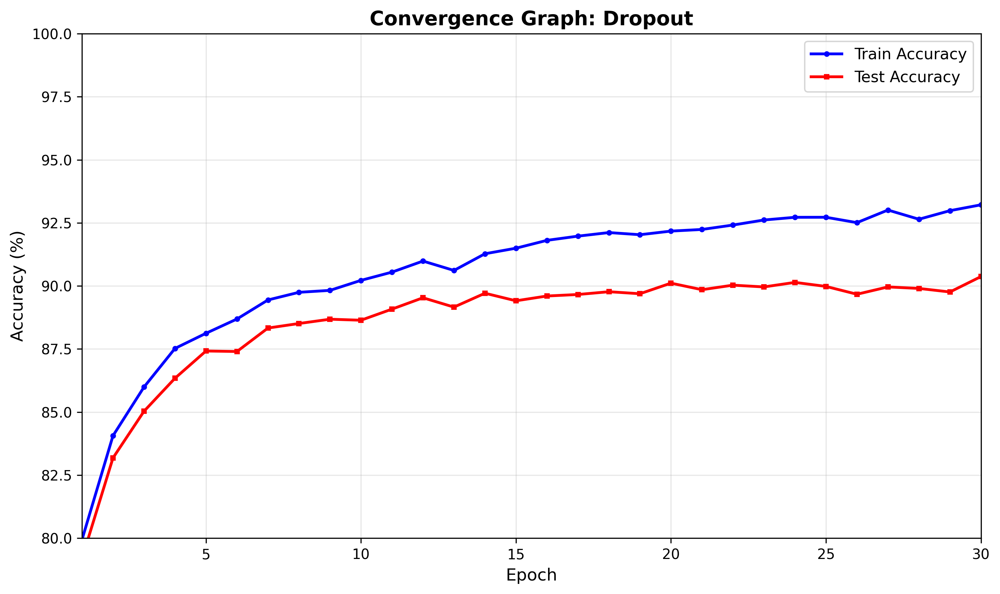 Convergence Graph: Dropout
100.0
97.5
95.0
92.5
90.0
87.5
85.0
82.5
80.0
Accuracy (%)
Train Accuracy
Test Accuracy
5 10 15 20 25 30
Epoch